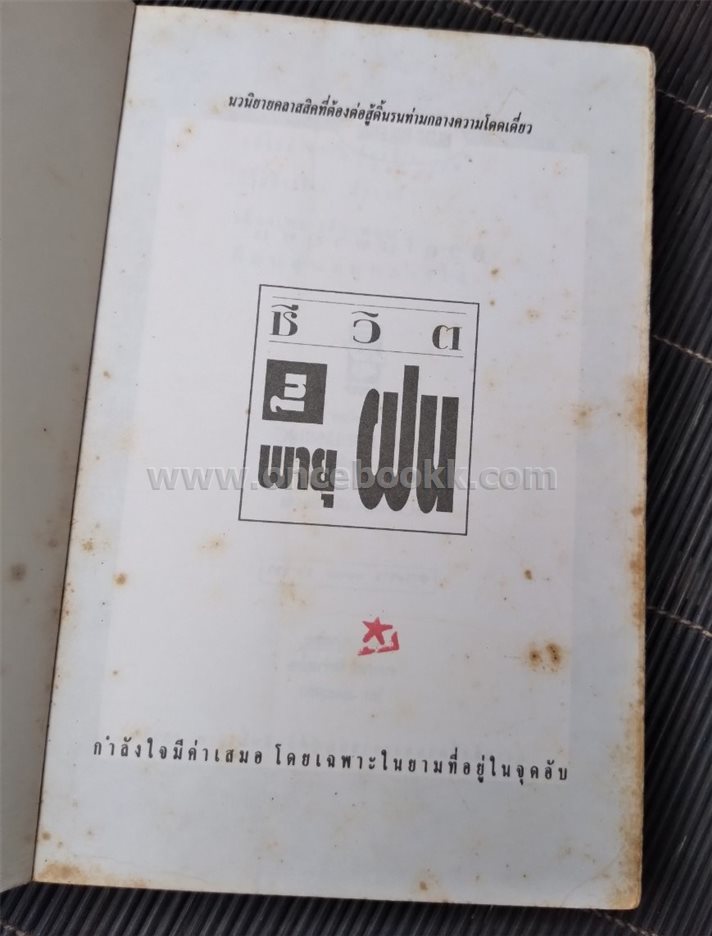 นวนิยายคลาสสิคที่ต้องต่อสู้ดิ้นรนท่ามกลางความโดดเดี่ยว
ชีวิต
ใน
พายุ
ฝน
www.oncebookk.com
กำลังใจมีค่าเสมอ โดยเฉพาะในยามที่อยู่ในจุดอับ